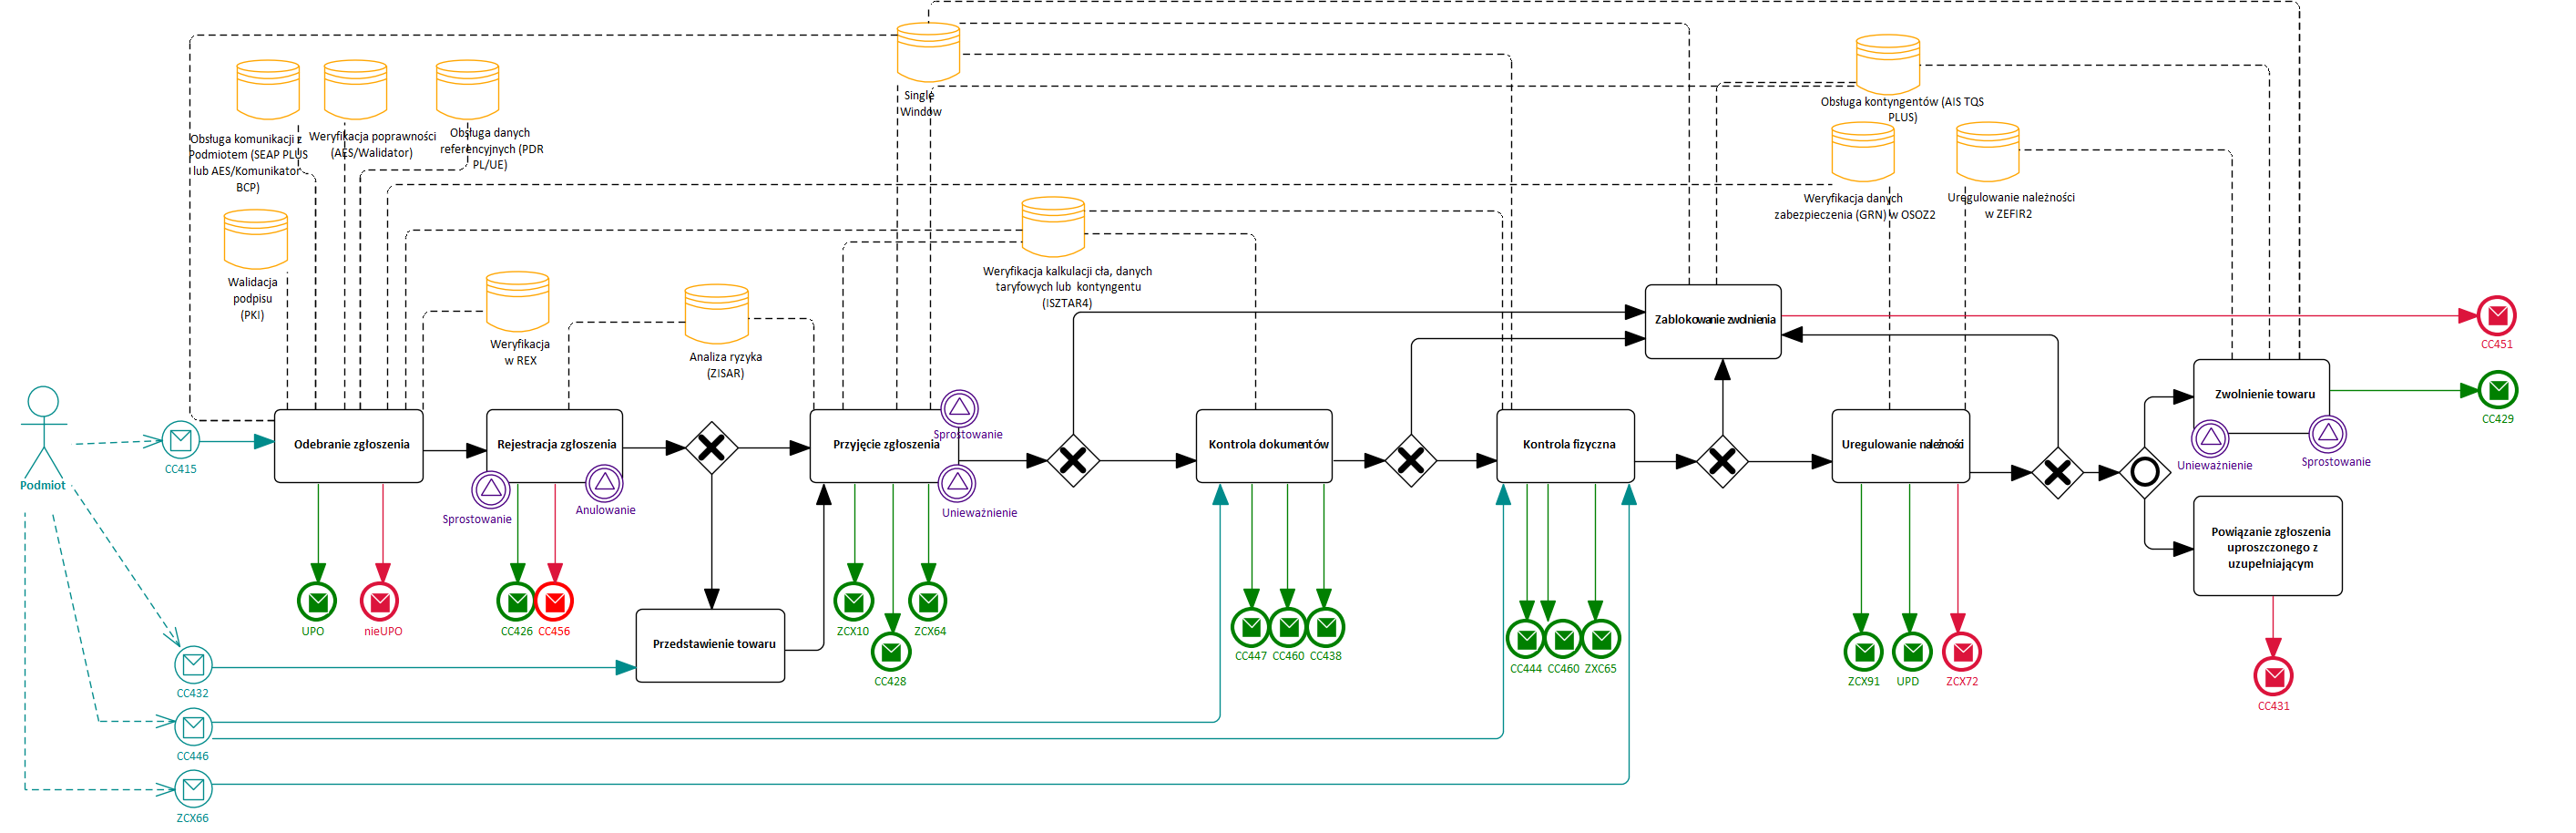 Single
Window
Obsługa kontyngentów (AIS TQS
PLUS)
Obsługa komunikacji z
Podmiotem (SEAP PLUS
lub AES/Komunikator
BCP)
Weryfikacja poprawności
(AES/Walidator)
Obsługa danych
referencyjnych (PDR
PL/UE)
Weryfikacja danych
zabezpieczenia (GRN) w OSOZ2
Uregulowanie należności
w ZEFIR2
Walidacja
podpisu
(PKI)
Weryfikacja
w REX
Analiza ryzyka
(ZISAR)
Weryfikacja kalkulacji cła, danych
taryfowych lub kontyngentu
(ISZTAR4)
Zablokowanie zwolnienia
CC451
Podmiot
CC415
Odebranie zgłoszenia
Rejestracja zgłoszenia
Sprostowanie
Anulowanie
Przyjęcie zgłoszenia
Sprostowanie
Unieważnienie
Kontrola dokumentów
Kontrola fizyczna
Uregulowanie należności
Zwolnienie towaru
Unieważnienie
Sprostowanie
CC429
Powiązanie zgłoszenia
uproszczonego z
uzupełniającym
UPO
nieUPO
CC426
CC456
Przedstawienie towaru
ZCX10
CC428
ZCX64
CC447
CC460
CC438
CC444
CC460
ZXC65
ZCX91
UPD
ZCX72
CC431
CC432
CC446
ZCX66